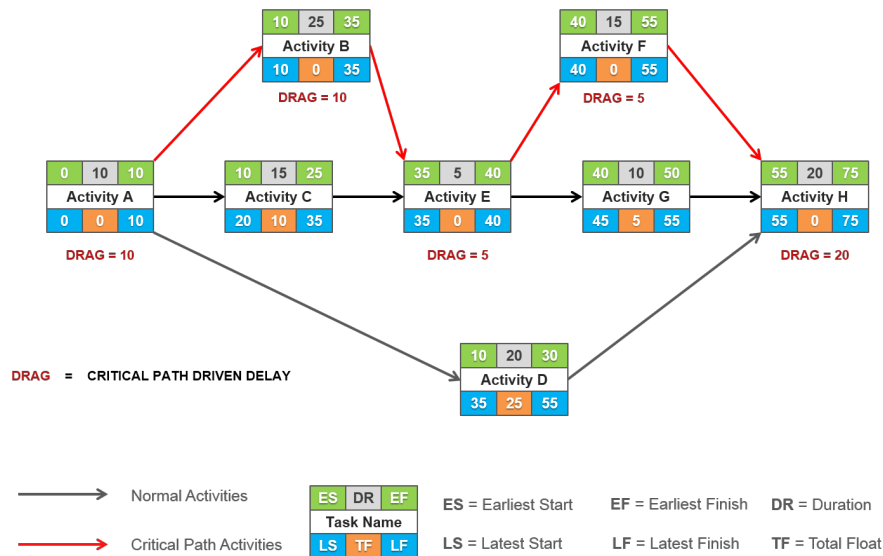 10 25 35
Activity B
10 0 35
DRAG = 10
40 15 55
Activity F
40 0 55
DRAG = 5
0 10 10
Activity A
0 0 10
DRAG = 10
10 15 25
Activity C
20 10 35
35 5 40
Activity E
35 0 40
DRAG = 5
40 10 50
Activity G
45 5 55
55 20 75
Activity H
55 0 75
DRAG = 20
10 20 30
Activity D
35 25 55
DRAG = CRITICAL PATH DRIVEN DELAY
Normal Activities
Critical Path Activities
ES DR EF
Task Name
LS TF LF
ES = Earliest Start EF = Earliest Finish DR = Duration
LS = Latest Start LF = Latest Finish TF = Total Float